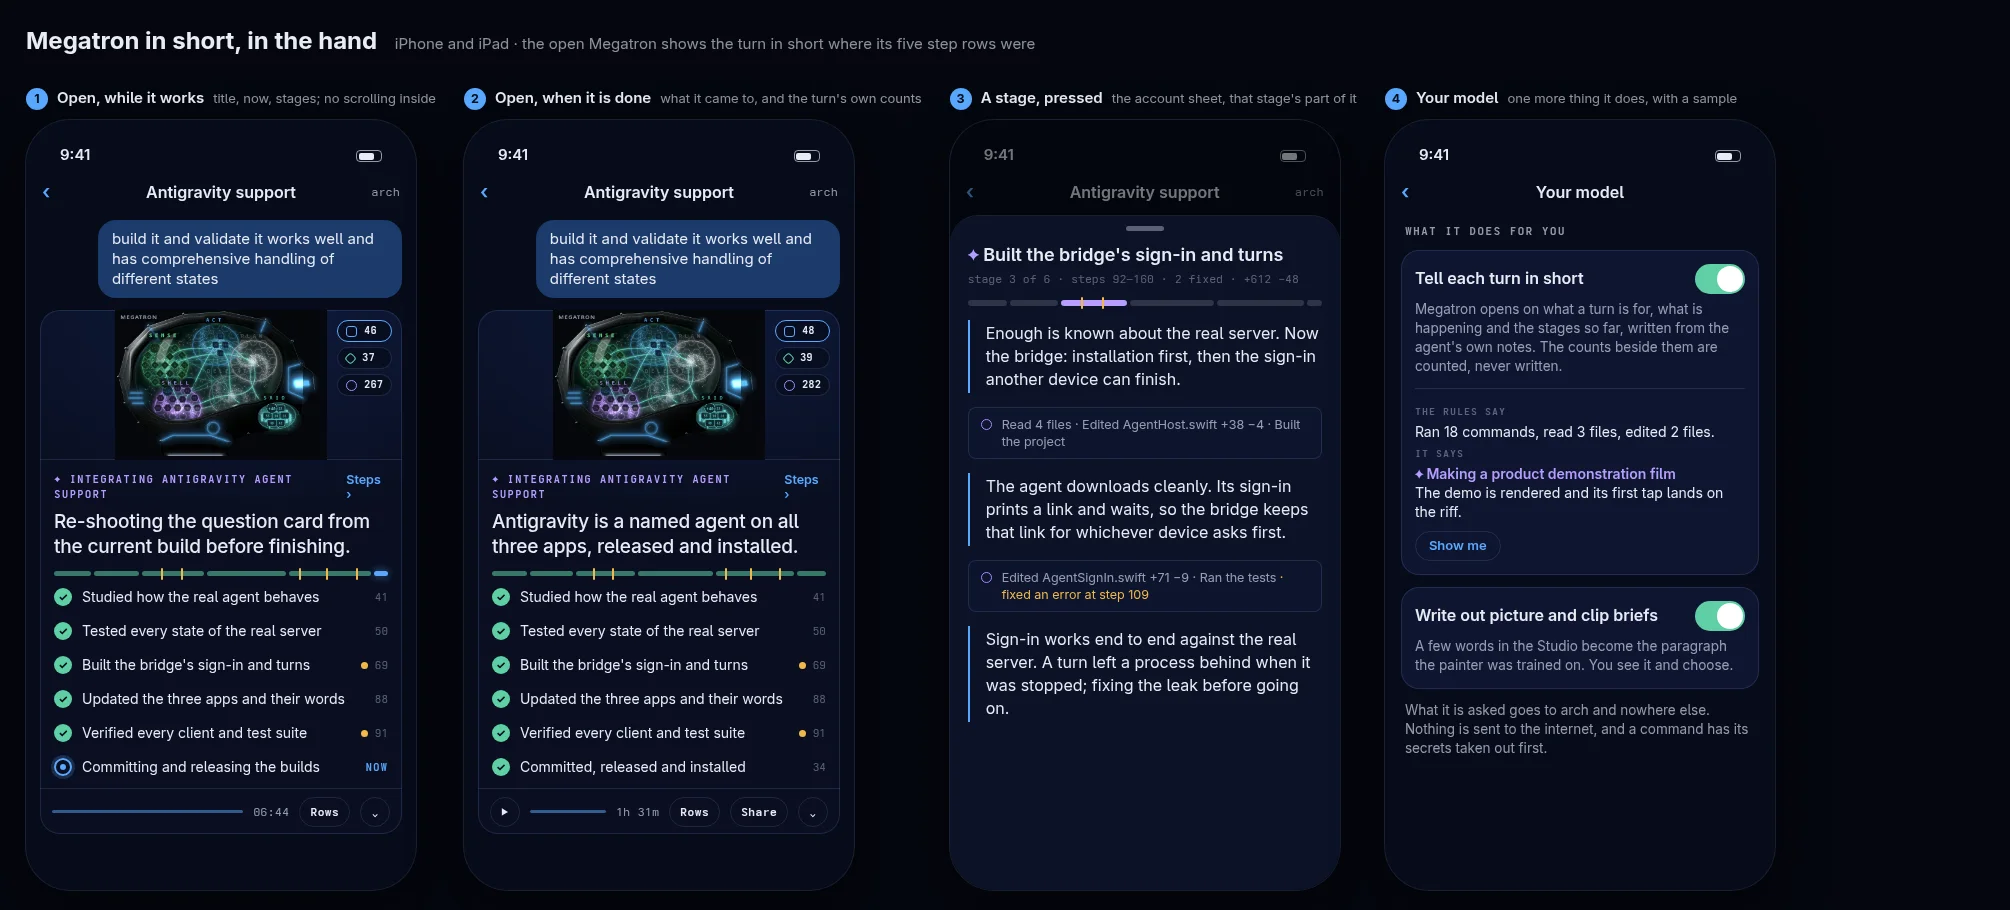 Megatron in short, in the hand iPhone and iPad · the open Megatron shows the turn in short where its five step rows were
1 Open, while it works title, now, stages; no scrolling inside
9:41
Antigravity support arch
build it and validate it works well and
has comprehensive handling of
different states
MEGATRON
ACT
SENSE
SHELL
SKID
46
37
267
✦ INTEGRATING ANTIGRAVITY AGENT
SUPPORT
Steps
›
Re-shooting the question card from
the current build before finishing.
Studied how the real agent behaves 41
Tested every state of the real server 50
Built the bridge's sign-in and turns 69
Updated the three apps and their words 88
Verified every client and test suite 91
Committing and releasing the builds NOW
06:44 Rows
2 Open, when it is done what it came to, and the turn's own counts
9:41
Antigravity support arch
build it and validate it works well and
has comprehensive handling of
different states
MEGATRON
ACT
SENSE
SHELL
SKID
48
39
282
✦ INTEGRATING ANTIGRAVITY AGENT
SUPPORT
Steps
›
Antigravity is a named agent on all
three apps, released and installed.
Studied how the real agent behaves 41
Tested every state of the real server 50
Built the bridge's sign-in and turns 69
Updated the three apps and their words 88
Verified every client and test suite 91
Committed, released and installed 34
1h 31m Rows Share
3 A stage, pressed the account sheet, that stage's part of it
9:41
Antigravity support arch
✦ Built the bridge's sign-in and turns
stage 3 of 6 · steps 92–160 · 2 fixed · +612 −48
Enough is known about the real server. Now
the bridge: installation first, then the sign-in
another device can finish.
Read 4 files · Edited AgentHost.swift +38 −4 · Built
the project
The agent downloads cleanly. Its sign-in
prints a link and waits, so the bridge keeps
that link for whichever device asks first.
Edited AgentSignIn.swift +71 −9 · Ran the tests ·
fixed an error at step 109
Sign-in works end to end against the real
server. A turn left a process behind when it
was stopped; fixing the leak before going
on.
4 Your model one more thing it does, with a sample
9:41
Your model
WHAT IT DOES FOR YOU
Tell each turn in short
Megatron opens on what a turn is for, what is
happening and the stages so far, written from the
agent's own notes. The counts beside them are
counted, never written.
THE RULES SAY
Ran 18 commands, read 3 files, edited 2 files.
IT SAYS
✦ Making a product demonstration film
The demo is rendered and its first tap lands on
the riff.
Show me
Write out picture and clip briefs
A few words in the Studio become the paragraph
the painter was trained on. You see it and choose.
What it is asked goes to arch and nowhere else.
Nothing is sent to the internet, and a command has its
secrets taken out first.